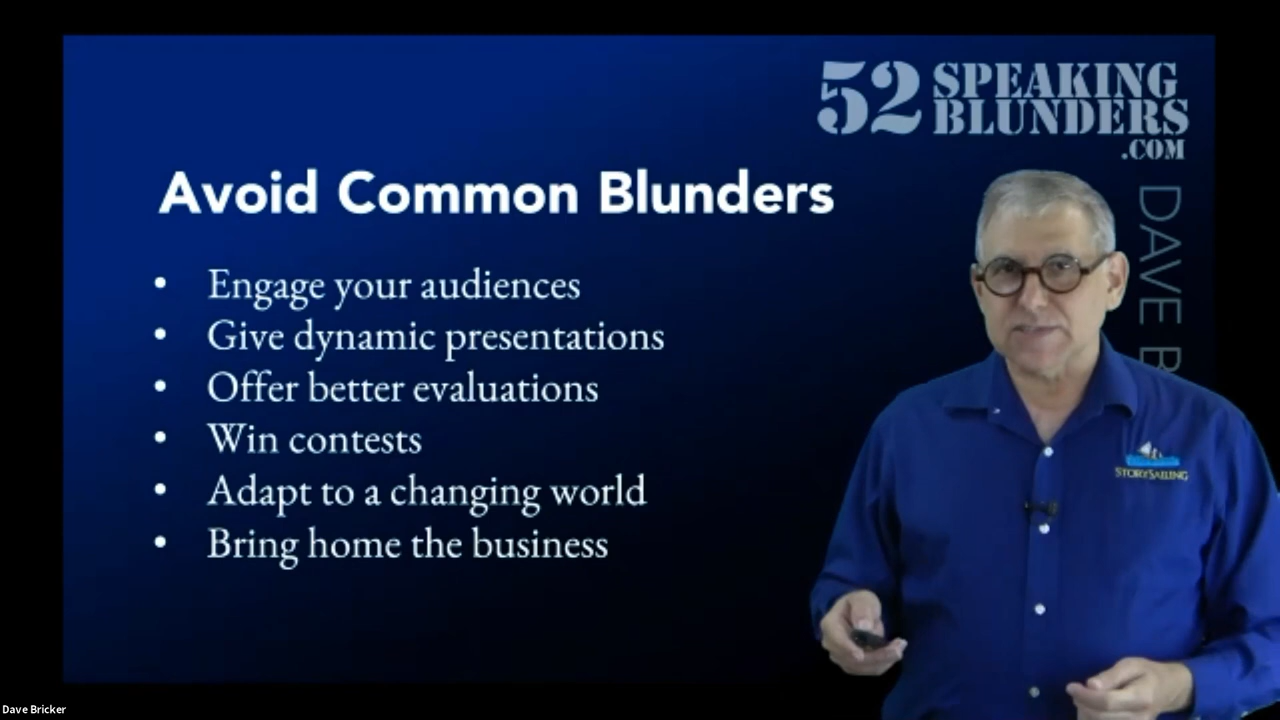 52 SPEAKING
BLUNDERS
.COM
Avoid Common Blunders
DAVE B
• Engage your audiences
• Give dynamic presentations
• Offer better evaluations
• Win contests
• Adapt to a changing world
• Bring home the business
STORYSAILING
Dave Bricker